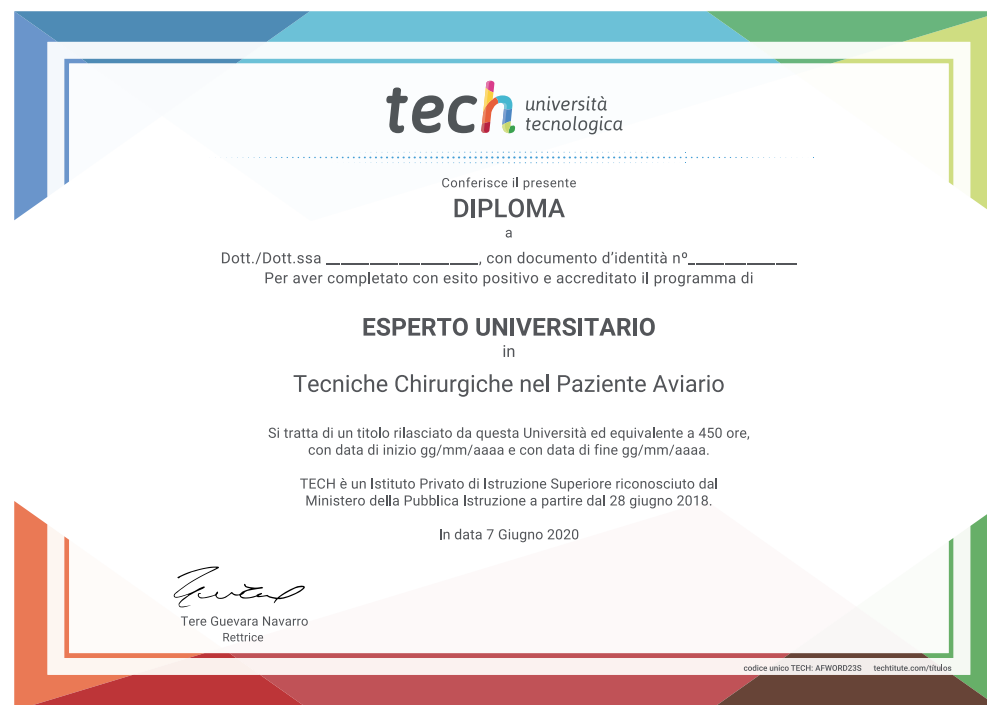 tech università
tecnologica
Conferisce il presente
DIPLOMA
a
Dott./Dott.ssa ____________________, con documento d'identità nº______________
Per aver completato con esito positivo e accreditato il programma di
ESPERTO UNIVERSITARIO
in
Tecniche Chirurgiche nel Paziente Aviario
Si tratta di un titolo rilasciato da questa Università ed equivalente a 450 ore,
con data di inizio gg/mm/aaaa e con data di fine gg/mm/aaaa.
TECH è un Istituto Privato di Istruzione Superiore riconosciuto dal
Ministero della Pubblica Istruzione a partire dal 28 giugno 2018.
In data 7 Giugno 2020
Tere Guevara Navarro
Rettrice
codice unico TECH: AFWORD23S techtitute.com/titulos